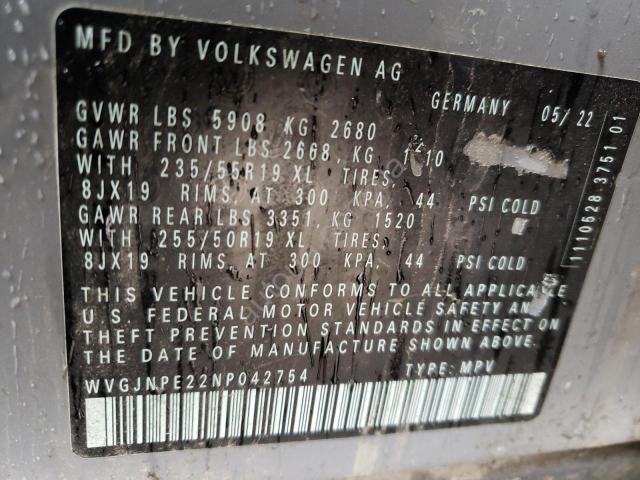 MFD BY VOLKSWAGEN AG
GERMANY 05/22
GVWR LBS 5908 KG 2680
GAWR FRONT LBS 2668, KG
WITH 235/55R19 XL TIRES,
8JX19 RIMS, AT 300 KPA, 44 PSI COLD
GAWR REAR LBS 3351, KG 1520
WITH 255/50R19 XL TIRES,
8JX19 RIMS, AT 300 KPA, 44 PSI COLD
THIS VEHICLE CONFORMS TO ALL APPLICABLE
U.S. FEDERAL MOTOR VEHICLE SAFETY AND
THEFT PREVENTION STANDARDS IN EFFECT ON
THE DATE OF MANUFACTURE SHOWN ABOVE.
WVGJNPE22NP042754 TYPE: MPV
1110628 3751 01